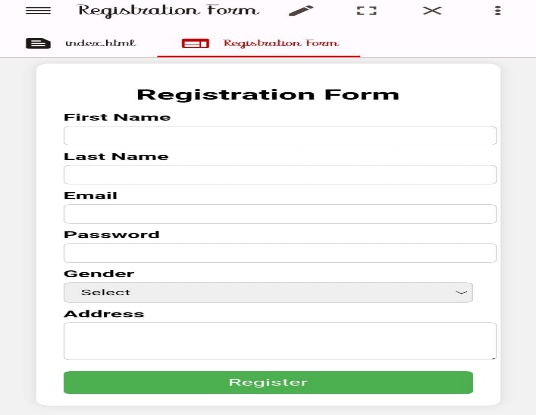 Registration Form
index.html Registration Form
Registration Form
First Name
Last Name
Email
Password
Gender
Select
Address
Register